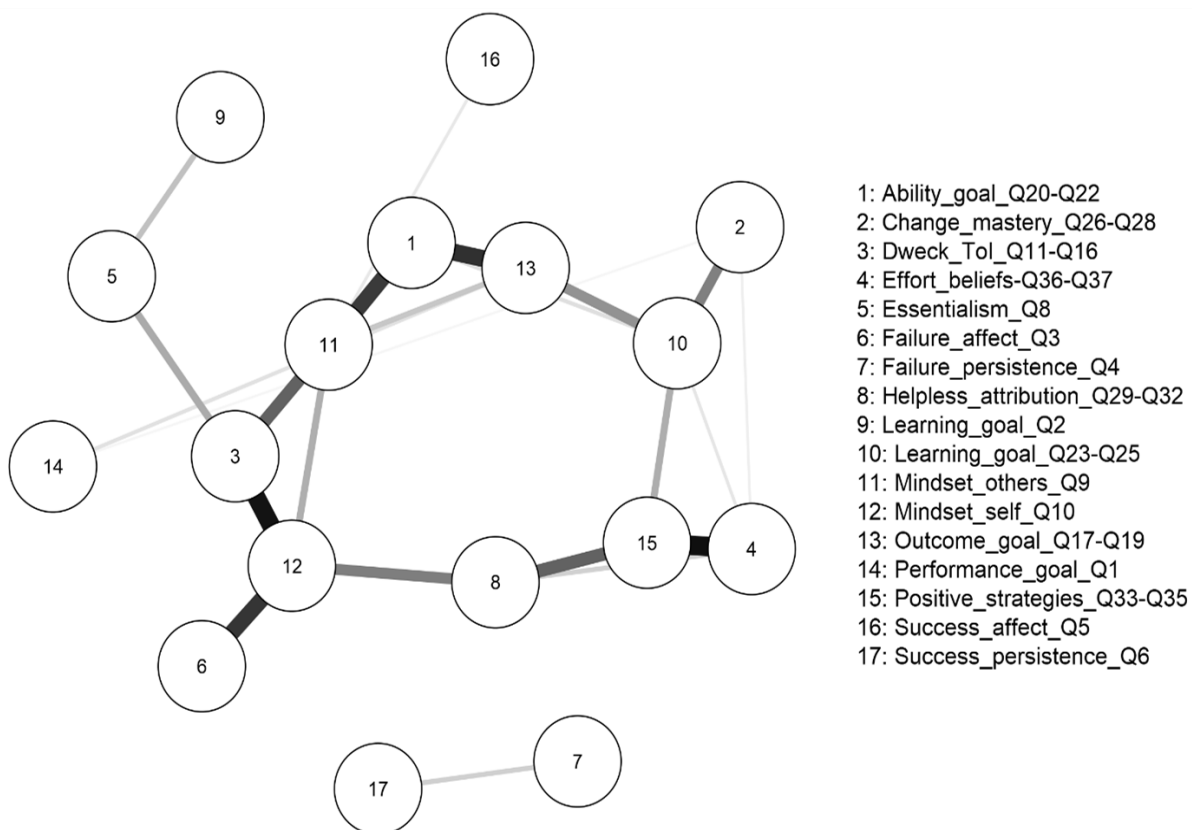 16
9
1
2
13
5
11
10
3
14
15
4
12
8
6
7
17
1: Ability_goal_Q20-Q22
2: Change_mastery_Q26-Q28
3: Dweck_Tol_Q11-Q16
4: Effort_beliefs-Q36-Q37
5: Essentialism_Q8
6: Failure_affect_Q3
7: Failure_persistence_Q4
8: Helpless_attribution_Q29-Q32
9: Learning_goal_Q2
10: Learning_goal_Q23-Q25
11: Mindset_others_Q9
12: Mindset_self_Q10
13: Outcome_goal_Q17-Q19
14: Performance_goal_Q1
15: Positive_strategies_Q33-Q35
16: Success_affect_Q5
17: Success_persistence_Q6